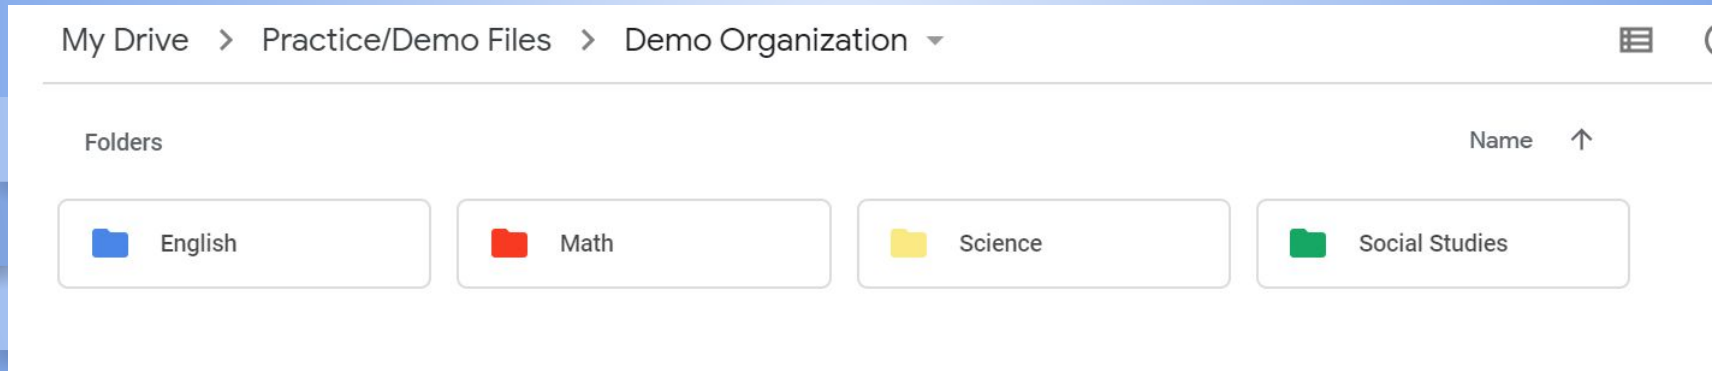 My Drive > Practice/Demo Files > Demo Organization
Folders Name
English Math Science Social Studies